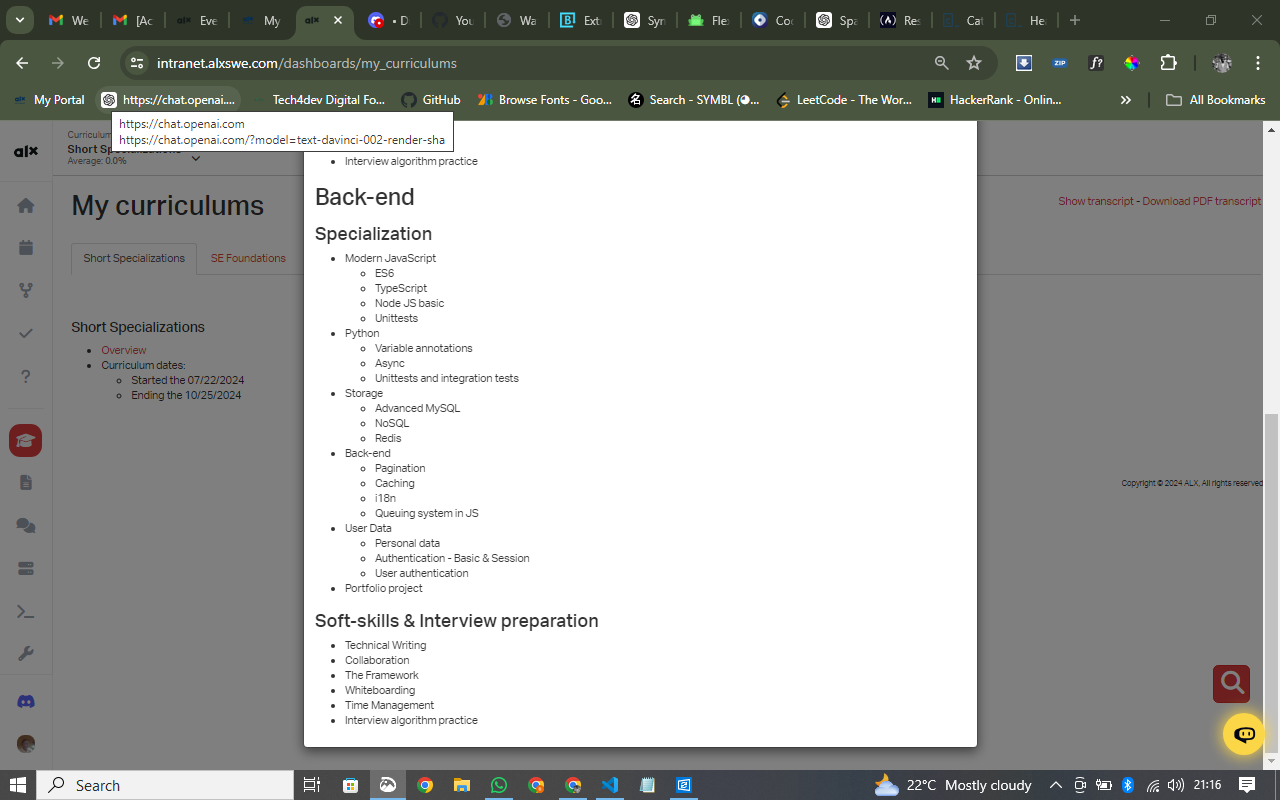 We
[Ac
Eve
My
D
You
Wa
Ext
Syn
Fle
Coc
Spa
Res
Cat
He
intranet.alxswe.com/dashboards/my_curriculums
My Portal
https://chat.openai....
Tech4dev Digital Fo...
GitHub
Browse Fonts - Goo...
Search - SYMBL (◕...
LeetCode - The Wor...
HackerRank - Onlin...
All Bookmarks
https://chat.openai.com
https://chat.openai.com/?model=text-davinci-002-render-sha
alx
Curriculum
Short Specializations
Average: 0.0%
My curriculums
Show transcript - Download PDF transcript
Short Specializations
SE Foundations
Short Specializations
Overview
Curriculum dates:
Started the 07/22/2024
Ending the 10/25/2024
Interview algorithm practice
Back-end
Specialization
Modern JavaScript
ES6
TypeScript
Node JS basic
Unittests
Python
Variable annotations
Async
Unittests and integration tests
Storage
Advanced MySQL
NoSQL
Redis
Back-end
Pagination
Caching
i18n
Queuing system in JS
User Data
Personal data
Authentication - Basic & Session
User authentication
Portfolio project
Soft-skills & Interview preparation
Technical Writing
Collaboration
The Framework
Whiteboarding
Time Management
Interview algorithm practice
Copyright © 2024 ALX, All rights reserved
Search
22°C Mostly cloudy
21:16